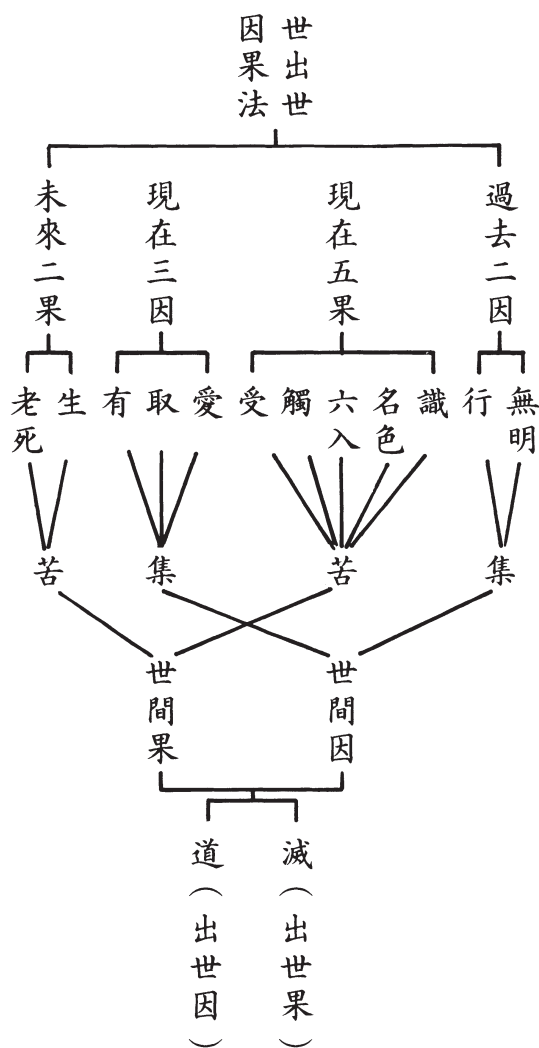 世出世
因果法
過去二因
現在五果
現在三因
未來二果
無明
行
識
名色
六入
觸
受
愛
取
有
生
老死
集
苦
集
苦
世間因
世間果
滅（出世果）
道（出世因）